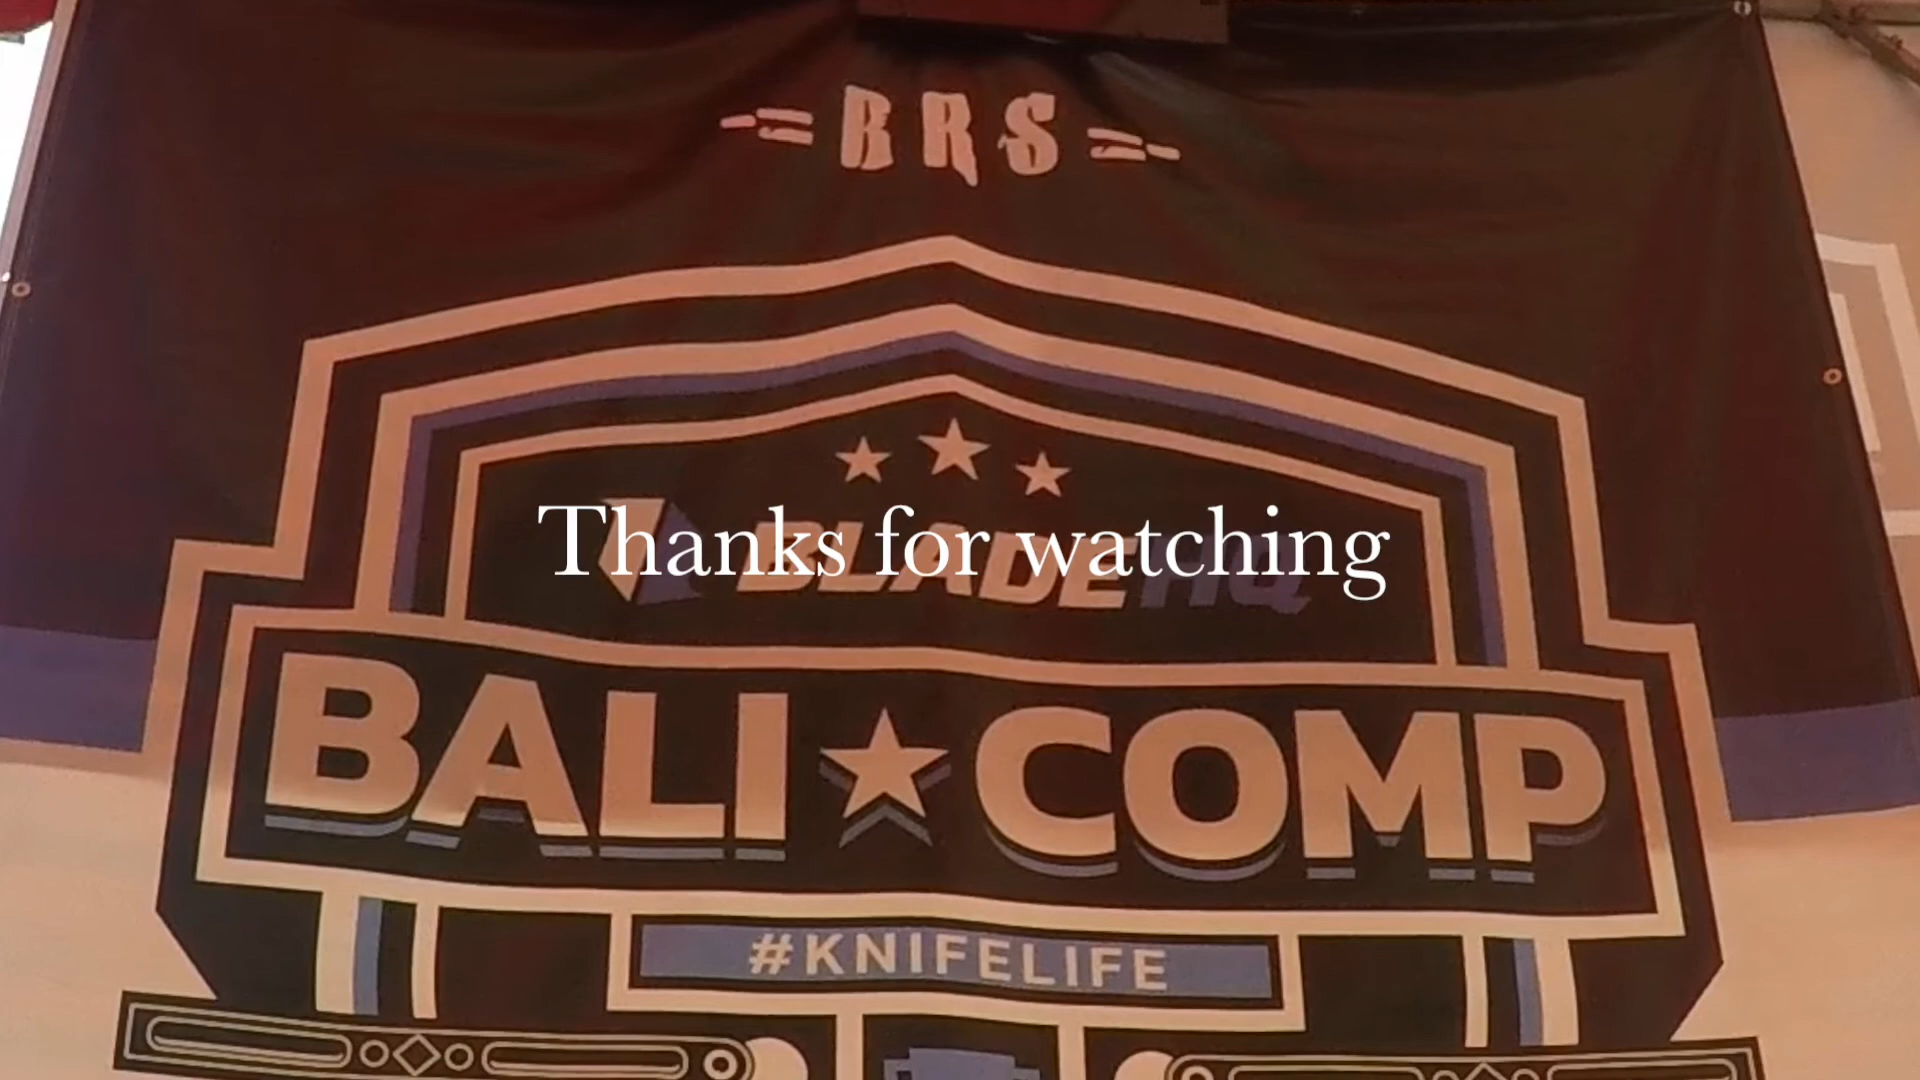 -=BRS=-
Thanks for watching
BLADEHQ
BALI★COMP
#KNIFELIFE